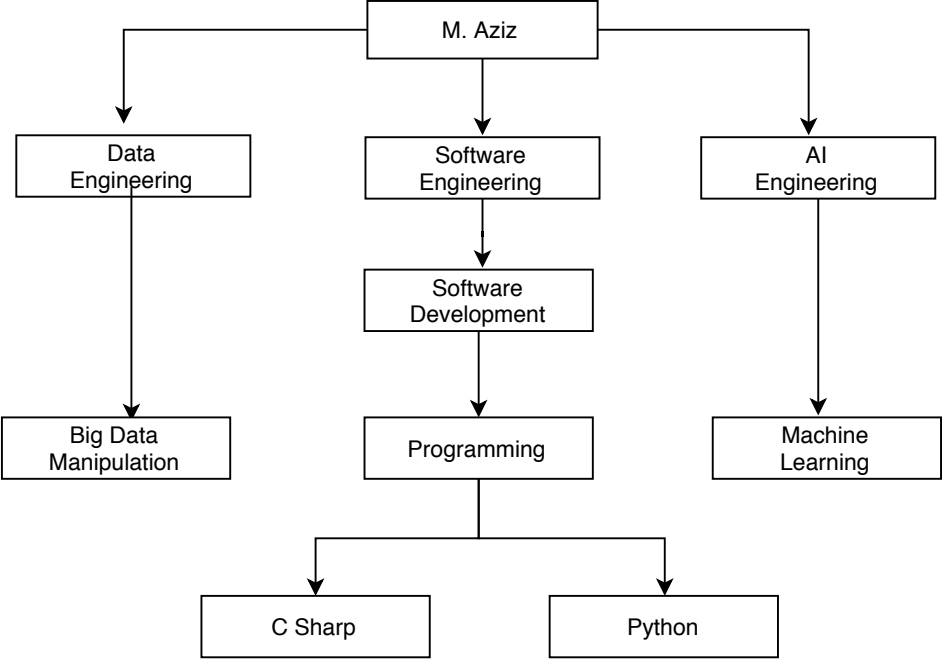 M. Aziz
Data
Engineering
Software
Engineering
AI
Engineering
Software
Development
Big Data
Manipulation
Programming
Machine
Learning
C Sharp
Python